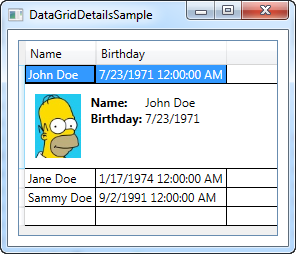 DataGridDetailsSample
Name Birthday
John Doe 7/23/1971 12:00:00 AM
Name: John Doe
Birthday: 7/23/1971
Jane Doe 1/17/1974 12:00:00 AM
Sammy Doe 9/2/1991 12:00:00 AM